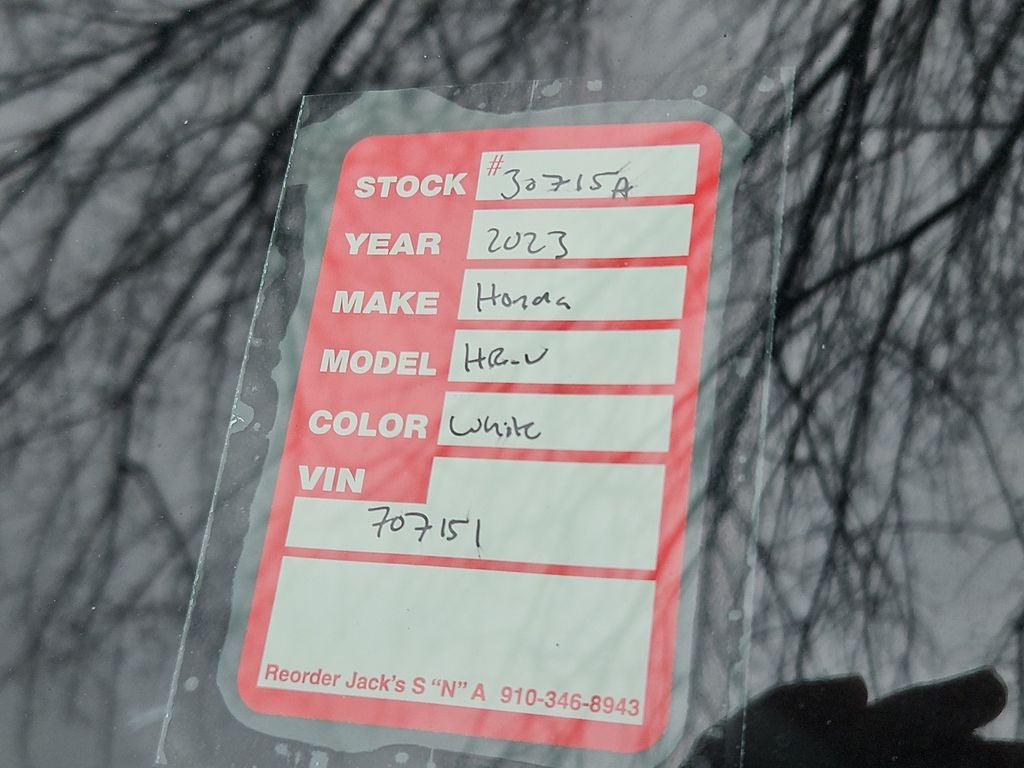 STOCK # 30715A
YEAR 2023
MAKE Honda
MODEL HR-V
COLOR White
VIN
707151
Reorder Jack's S “N” A 910-346-8943